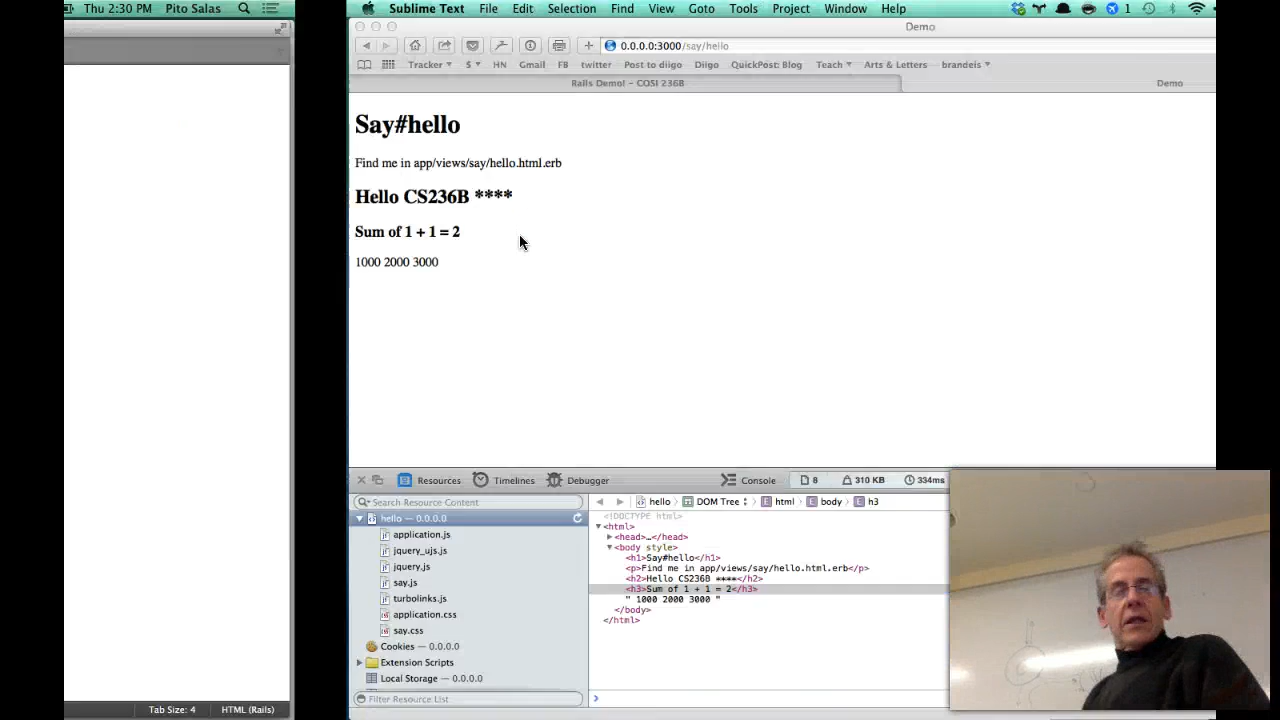 Thu 2:30 PM Pito Salas
Sublime Text File Edit Selection Find View Goto Tools Project Window Help 1
Demo
0.0.0.0:3000/say/hello
Tracker $ HN Gmail FB twitter Post to diigo Diigo QuickPost: Blog Teach Arts & Letters brandeis
Rails Demo! – COSI 236B Demo
Say#hello
Find me in app/views/say/hello.html.erb
Hello CS236B ****
Sum of 1 + 1 = 2
1000 2000 3000
Resources Timelines Debugger Console 8 310 KB 334ms
Search Resource Content
hello DOM Tree E html E body E h3
hello — 0.0.0.0
application.js
jquery_ujs.js
jquery.js
say.js
turbolinks.js
application.css
say.css
Cookies — 0.0.0.0
Extension Scripts
Local Storage — 0.0.0.0
Filter Resource List
<!DOCTYPE html>
<html>
<head>…</head>
<body style>
<h1>Say#hello</h1>
<p>Find me in app/views/say/hello.html.erb</p>
<h2>Hello CS236B ****</h2>
<h3>Sum of 1 + 1 = 2</h3>
" 1000 2000 3000 "
</body>
</html>
Tab Size: 4 HTML (Rails)